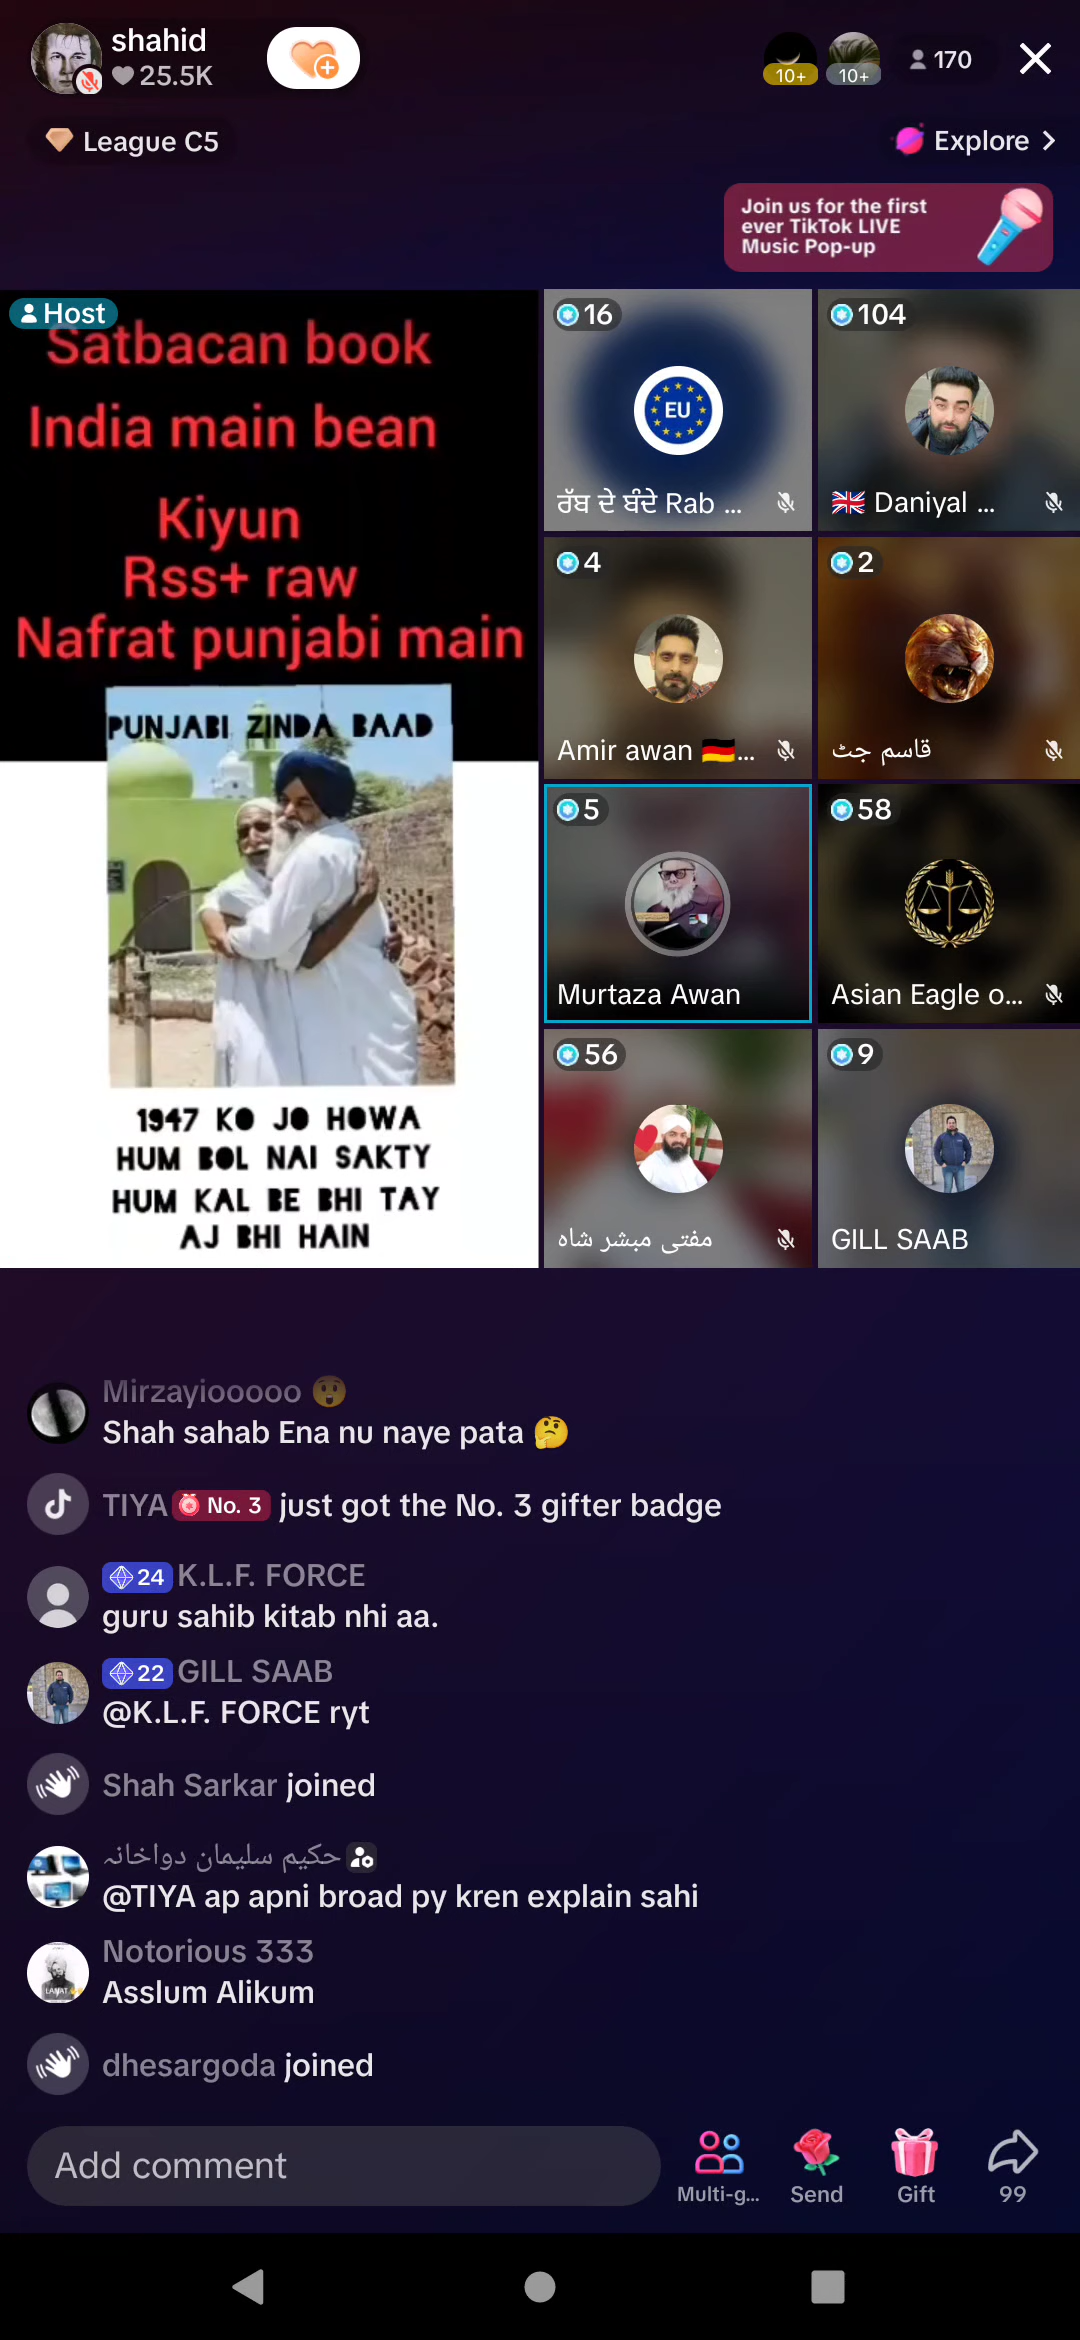 shahid
25.5K
10+
10+
170
League C5
Explore
Join us for the first
ever TikTok LIVE
Music Pop-up
Host
Satbacan book
India main bean
Kiyun
Rss+ raw
Nafrat punjabi main
PUNJABI ZINDA BAAD
1947 KO JO HOWA
HUM BOL NAI SAKTY
HUM KAL BE BHI TAY
AJ BHI HAIN
16
EU
ਰੱਬ ਦੇ ਬੰਦੇ Rab ...
104
🇬🇧 Daniyal ...
4
Amir awan 🇩🇪...
2
قاسم جٹ
5
Murtaza Awan
58
Asian Eagle o...
56
مفتی مبشر شاہ
9
GILL SAAB
Mirzayiooooo 😲
Shah sahab Ena nu naye pata 🤔
TIYA No. 3 just got the No. 3 gifter badge
24 K.L.F. FORCE
guru sahib kitab nhi aa.
22 GILL SAAB
@K.L.F. FORCE ryt
Shah Sarkar joined
حکیم سلیمان دواخانہ
@TIYA ap apni broad py kren explain sahi
Notorious 333
Asslum Alikum
dhesargoda joined
Add comment
Multi-g...
Send
Gift
99